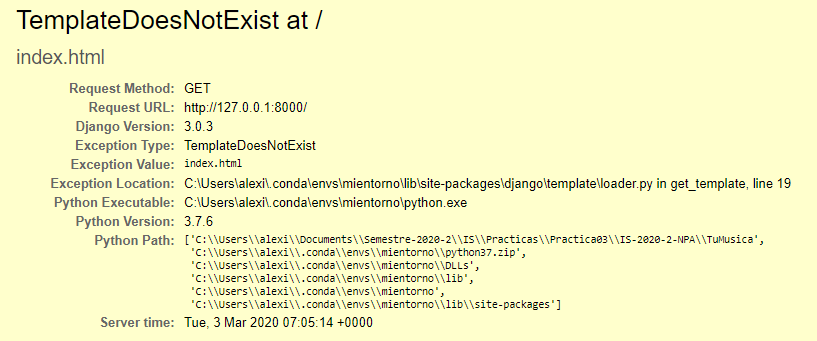 TemplateDoesNotExist at /
index.html
Request Method: GET
Request URL: http://127.0.0.1:8000/
Django Version: 3.0.3
Exception Type: TemplateDoesNotExist
Exception Value: index.html
Exception Location: C:\Users\alexi\.conda\envs\mientorno\lib\site-packages\django\template\loader.py in get_template, line 19
Python Executable: C:\Users\alexi\.conda\envs\mientorno\python.exe
Python Version: 3.7.6
Python Path: ['C:\\Users\\alexi\\Documents\\Semestre-2020-2\\IS\\Practicas\\Practica03\\IS-2020-2-NPA\\TuMusica',
'C:\\Users\\alexi\\.conda\\envs\\mientorno\\python37.zip',
'C:\\Users\\alexi\\.conda\\envs\\mientorno\\DLLs',
'C:\\Users\\alexi\\.conda\\envs\\mientorno\\lib',
'C:\\Users\\alexi\\.conda\\envs\\mientorno',
'C:\\Users\\alexi\\.conda\\envs\\mientorno\\lib\\site-packages']
Server time: Tue, 3 Mar 2020 07:05:14 +0000